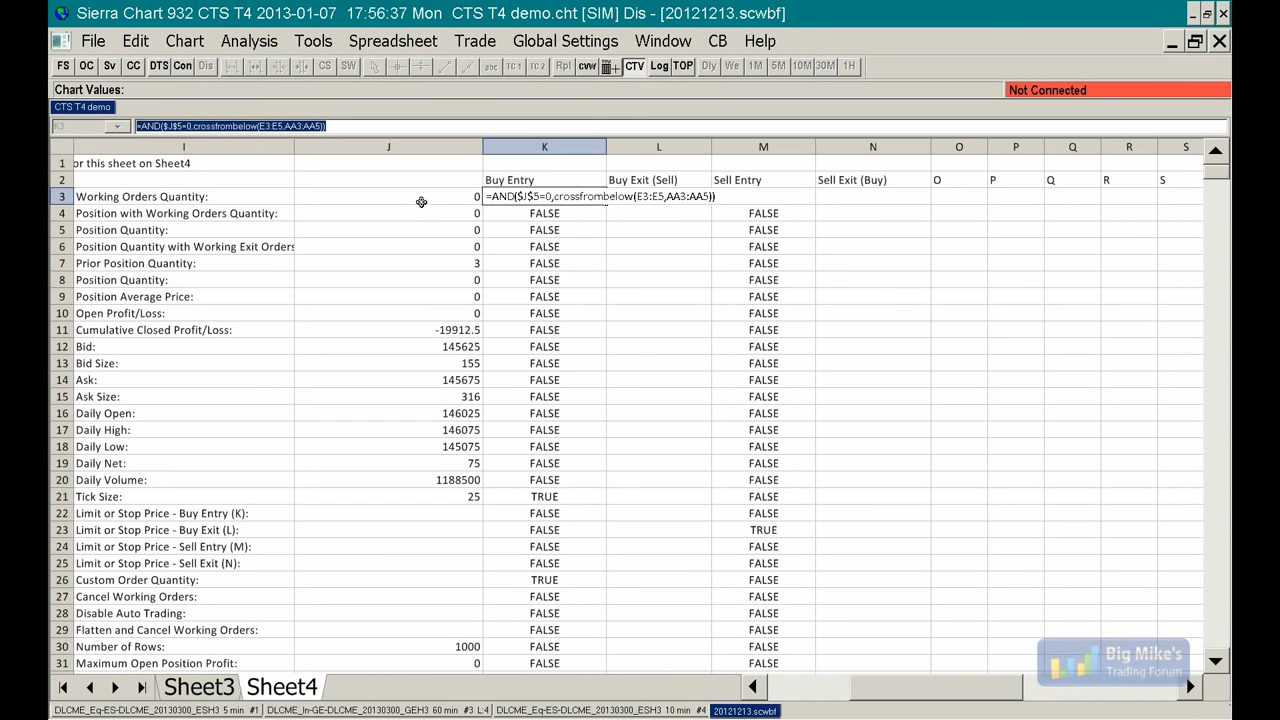 Sierra Chart 932 CTS T4 2013-01-07 17:56:37 Mon CTS T4 demo.cht [SIM] Dis - [20121213.scwbf]
File Edit Chart Analysis Tools Spreadsheet Trade Global Settings Window CB Help
FS OC Sv CC DTS Con Dis CS SW abc TC1 TC2 Rpl CVW CTV Log TOP Dly We 1M 5M 10M 30M 1H
Chart Values: Not Connected
CTS T4 demo
K3 =AND($J$5=0,crossfrombelow(E3:E5,AA3:AA5))
I J K L M N O P Q R S
1 or this sheet on Sheet4
2 Buy Entry Buy Exit (Sell) Sell Entry Sell Exit (Buy) O P Q R S
3 Working Orders Quantity: 0 =AND($J$5=0,crossfrombelow(E3:E5,AA3:AA5))
4 Position with Working Orders Quantity: 0 FALSE FALSE
5 Position Quantity: 0 FALSE FALSE
6 Position Quantity with Working Exit Orders 0 FALSE FALSE
7 Prior Position Quantity: 3 FALSE FALSE
8 Position Quantity: 0 FALSE FALSE
9 Position Average Price: 0 FALSE FALSE
10 Open Profit/Loss: 0 FALSE FALSE
11 Cumulative Closed Profit/Loss: -19912.5 FALSE FALSE
12 Bid: 145625 FALSE FALSE
13 Bid Size: 155 FALSE FALSE
14 Ask: 145675 FALSE FALSE
15 Ask Size: 316 FALSE FALSE
16 Daily Open: 146025 FALSE FALSE
17 Daily High: 146075 FALSE FALSE
18 Daily Low: 145075 FALSE FALSE
19 Daily Net: 75 FALSE FALSE
20 Daily Volume: 1188500 FALSE FALSE
21 Tick Size: 25 TRUE FALSE
22 Limit or Stop Price - Buy Entry (K): FALSE FALSE
23 Limit or Stop Price - Buy Exit (L): FALSE TRUE
24 Limit or Stop Price - Sell Entry (M): FALSE FALSE
25 Limit or Stop Price - Sell Exit (N): FALSE FALSE
26 Custom Order Quantity: TRUE FALSE
27 Cancel Working Orders: FALSE FALSE
28 Disable Auto Trading: FALSE FALSE
29 Flatten and Cancel Working Orders: FALSE FALSE
30 Number of Rows: 1000 FALSE FALSE
31 Maximum Open Position Profit: 0 FALSE FALSE
Big Mike's
Trading Forum
Sheet3 Sheet4
DLCME_Eq-ES-DLCME_20130300_ESH3 5 min #1 DLCME_In-GE-DLCME_20130300_GEH3 60 min #3 L:4 DLCME_Eq-ES-DLCME_20130300_ESH3 10 min #4 20121213.scwbf